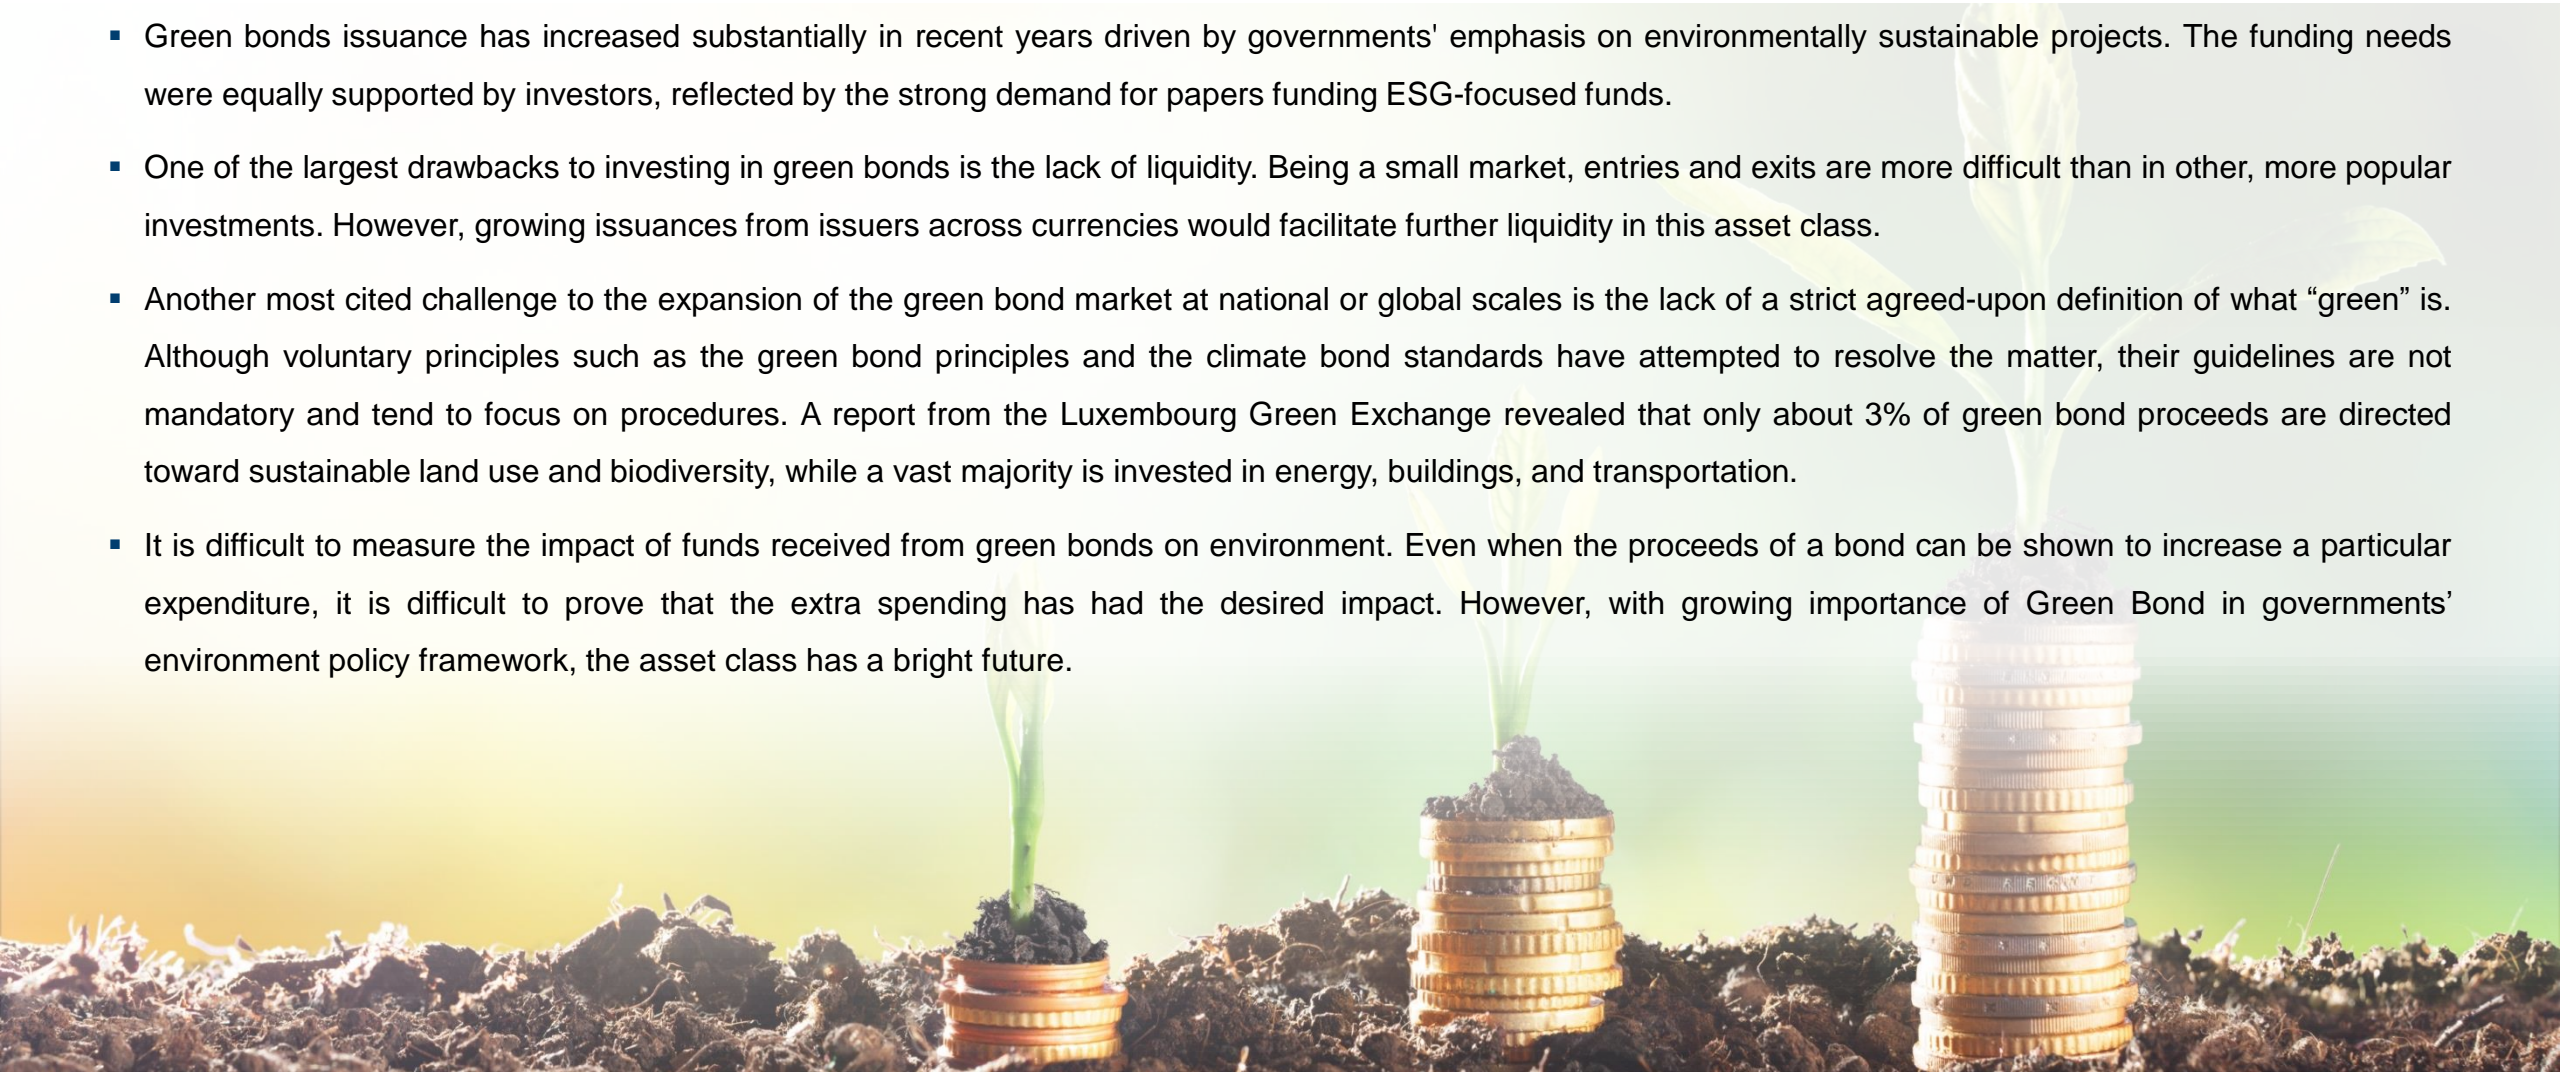 ▪ Green bonds issuance has increased substantially in recent years driven by governments' emphasis on environmentally sustainable projects. The funding needs
were equally supported by investors, reflected by the strong demand for papers funding ESG-focused funds.
▪ One of the largest drawbacks to investing in green bonds is the lack of liquidity. Being a small market, entries and exits are more difficult than in other, more popular
investments. However, growing issuances from issuers across currencies would facilitate further liquidity in this asset class.
▪ Another most cited challenge to the expansion of the green bond market at national or global scales is the lack of a strict agreed-upon definition of what “green” is.
Although voluntary principles such as the green bond principles and the climate bond standards have attempted to resolve the matter, their guidelines are not
mandatory and tend to focus on procedures. A report from the Luxembourg Green Exchange revealed that only about 3% of green bond proceeds are directed
toward sustainable land use and biodiversity, while a vast majority is invested in energy, buildings, and transportation.
▪ It is difficult to measure the impact of funds received from green bonds on environment. Even when the proceeds of a bond can be shown to increase a particular
expenditure, it is difficult to prove that the extra spending has had the desired impact. However, with growing importance of Green Bond in governments’
environment policy framework, the asset class has a bright future.